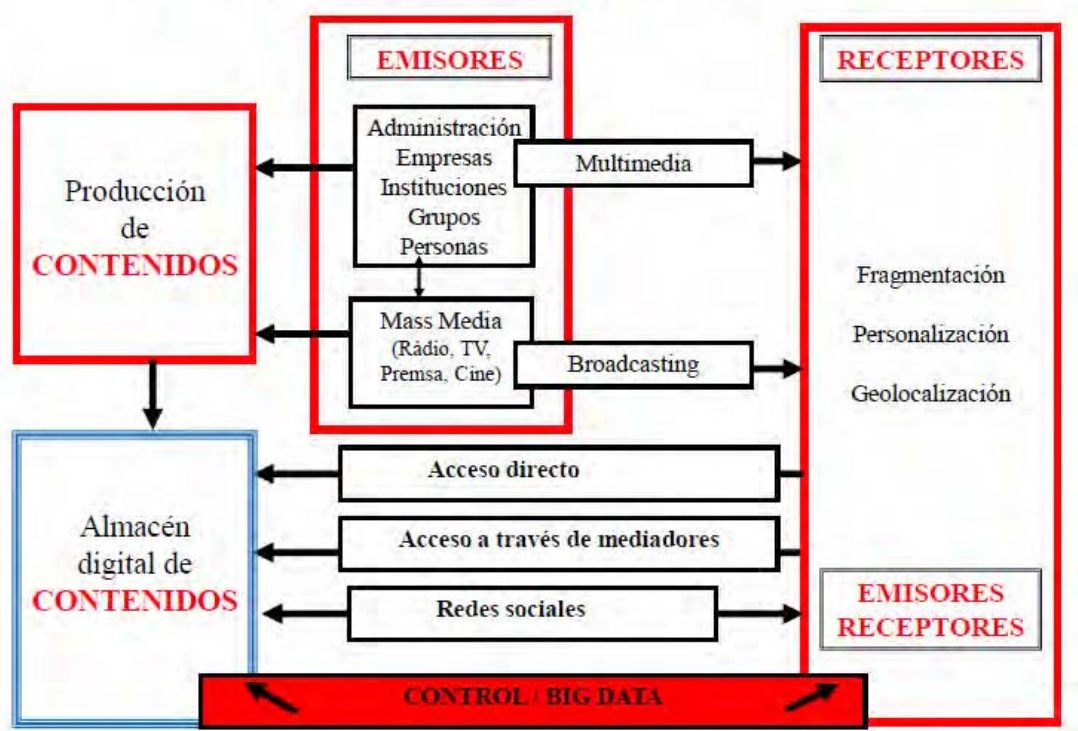 EMISORES
RECEPTORES
Administración
Empresas
Instituciones
Grupos
Personas
Multimedia
Producción
de
CONTENIDOS
Fragmentación
Personalización
Geolocalización
Mass Media
(Ràdio, TV,
Premsa, Cine)
Broadcasting
Acceso directo
Acceso a través de mediadores
Redes sociales
Almacén
digital de
CONTENIDOS
EMISORES
RECEPTORES
CONTROL / BIG DATA